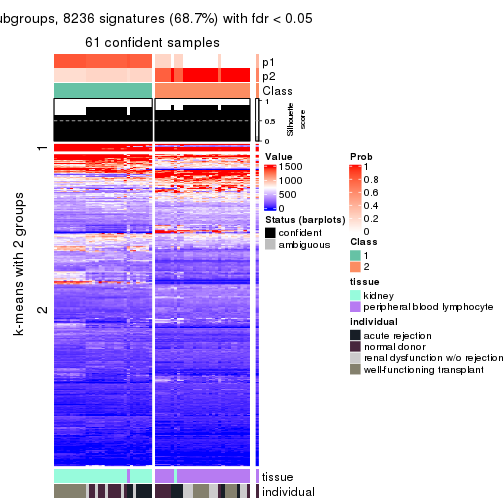 ubgroups, 8236 signatures (68.7%) with fdr < 0.05
61 confident samples
p1
p2
Class
1
0.5
0
Silhouette
score
k-means with 2 groups
1
2
tissue
individual
Value
1500
1000
500
0
Status (barplots)
confident
ambiguous
Prob
1
0.8
0.6
0.4
0.2
0
Class
1
2
tissue
kidney
peripheral blood lymphocyte
individual
acute rejection
normal donor
renal dysfunction w/o rejection
well-functioning transplant